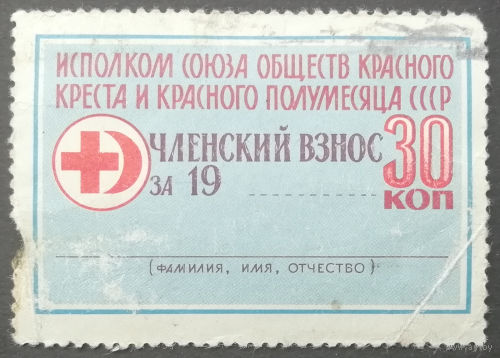 ИСПОЛКОМ СОЮЗА ОБЩЕСТВ КРАСНОГО
КРЕСТА И КРАСНОГО ПОЛУМЕСЯЦА СССР
ЧЛЕНСКИЙ ВЗНОС
ЗА 19
30
КОП
(ФАМИЛИЯ, ИМЯ, ОТЧЕСТВО)